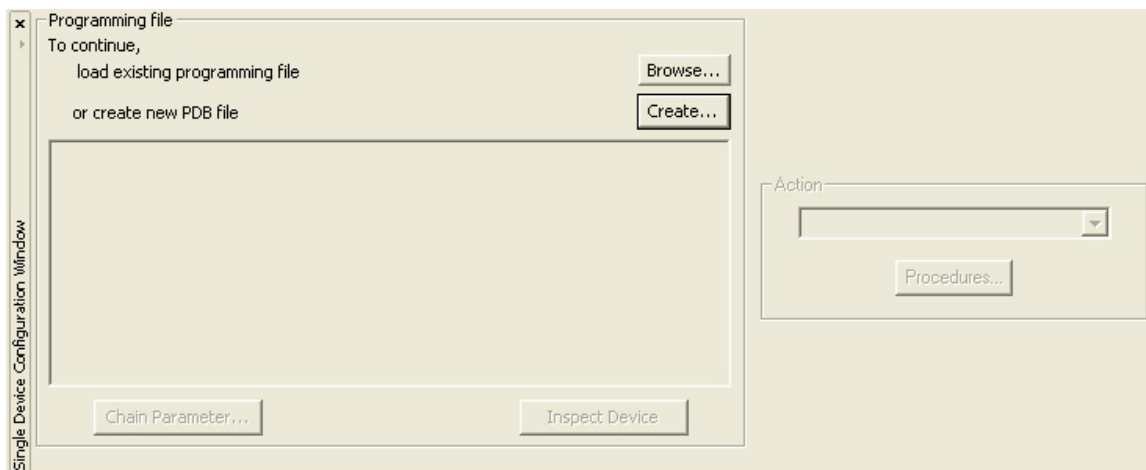 Programming file
To continue,
load existing programming file
Browse...
or create new PDB file
Create...
Action
Procedures...
Chain Parameter...
Inspect Device
Single Device Configuration Window